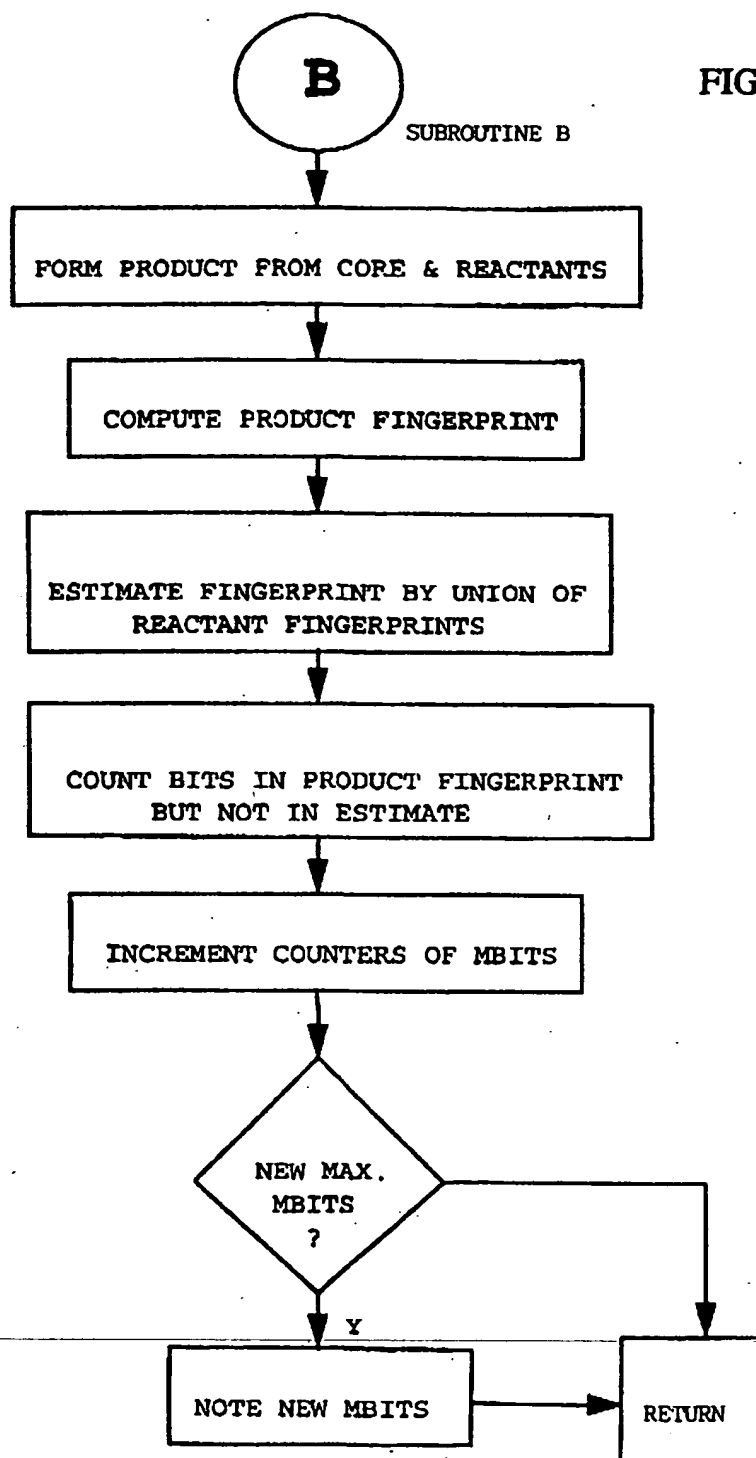 B
FIG
SUBROUTINE B
FORM PRODUCT FROM CORE & REACTANTS
COMPUTE PRODUCT FINGERPRINT
ESTIMATE FINGERPRINT BY UNION OF
REACTANT FINGERPRINTS
COUNT BITS IN PRODUCT FINGERPRINT
BUT NOT IN ESTIMATE
INCREMENT COUNTERS OF MBITS
NEW MAX.
MBITS
?
Y
NOTE NEW MBITS
RETURN